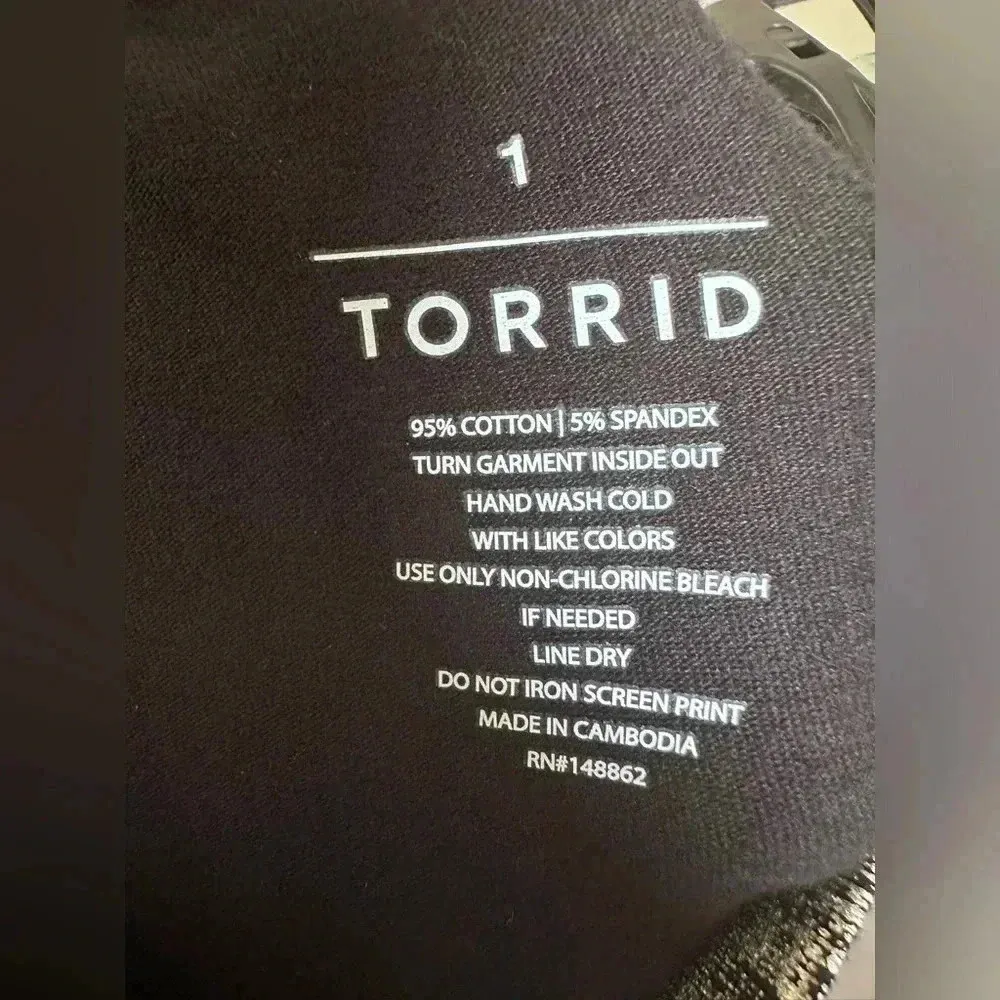 1
TORRID
95% COTTON | 5% SPANDEX
TURN GARMENT INSIDE OUT
HAND WASH COLD
WITH LIKE COLORS
USE ONLY NON-CHLORINE BLEACH
IF NEEDED
LINE DRY
DO NOT IRON SCREEN PRINT
MADE IN CAMBODIA
RN#148862